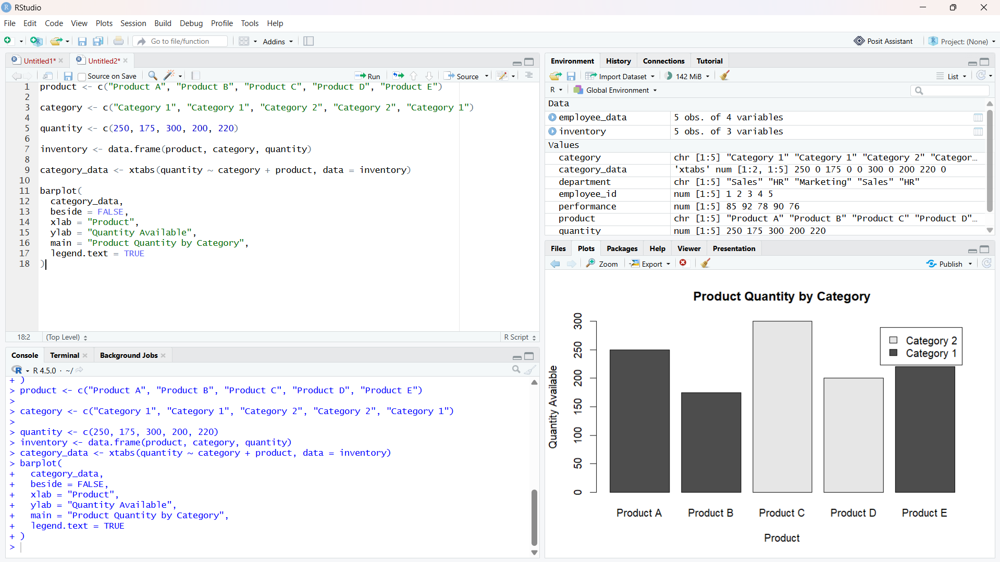 RStudio
File Edit Code View Plots Session Build Debug Profile Tools Help
Go to file/function Addins Posit Assistant Project: (None)
Untitled1* Untitled2*
Source on Save Run Source
1 product <- c("Product A", "Product B", "Product C", "Product D", "Product E")
2
3 category <- c("Category 1", "Category 1", "Category 2", "Category 2", "Category 1")
4
5 quantity <- c(250, 175, 300, 200, 220)
6
7 inventory <- data.frame(product, category, quantity)
8
9 category_data <- xtabs(quantity ~ category + product, data = inventory)
10
11 barplot(
12   category_data,
13   beside = FALSE,
14   xlab = "Product",
15   ylab = "Quantity Available",
16   main = "Product Quantity by Category",
17   legend.text = TRUE
18 )
18:2 (Top Level) R Script
Console Terminal Background Jobs
R R 4.5.0 · ~/
+ )
> product <- c("Product A", "Product B", "Product C", "Product D", "Product E")
>
> category <- c("Category 1", "Category 1", "Category 2", "Category 2", "Category 1")
>
> quantity <- c(250, 175, 300, 200, 220)
> inventory <- data.frame(product, category, quantity)
> category_data <- xtabs(quantity ~ category + product, data = inventory)
> barplot(
+   category_data,
+   beside = FALSE,
+   xlab = "Product",
+   ylab = "Quantity Available",
+   main = "Product Quantity by Category",
+   legend.text = TRUE
+ )
>
Environment History Connections Tutorial
Import Dataset 142 MiB List
R Global Environment
Data
employee_data 5 obs. of 4 variables
inventory 5 obs. of 3 variables
Values
category chr [1:5] "Category 1" "Category 1" "Category 2" "Categor...
category_data 'xtabs' num [1:2, 1:5] 250 0 175 0 0 300 0 200 220 0
department chr [1:5] "Sales" "HR" "Marketing" "Sales" "HR"
employee_id num [1:5] 1 2 3 4 5
performance num [1:5] 85 92 78 90 76
product chr [1:5] "Product A" "Product B" "Product C" "Product D"...
quantity num [1:5] 250 175 300 200 220
Files Plots Packages Help Viewer Presentation
Zoom Export Publish
Product Quantity by Category
Quantity Available
300
250
200
150
100
50
0
Category 2
Category 1
Product A Product B Product C Product D Product E
Product